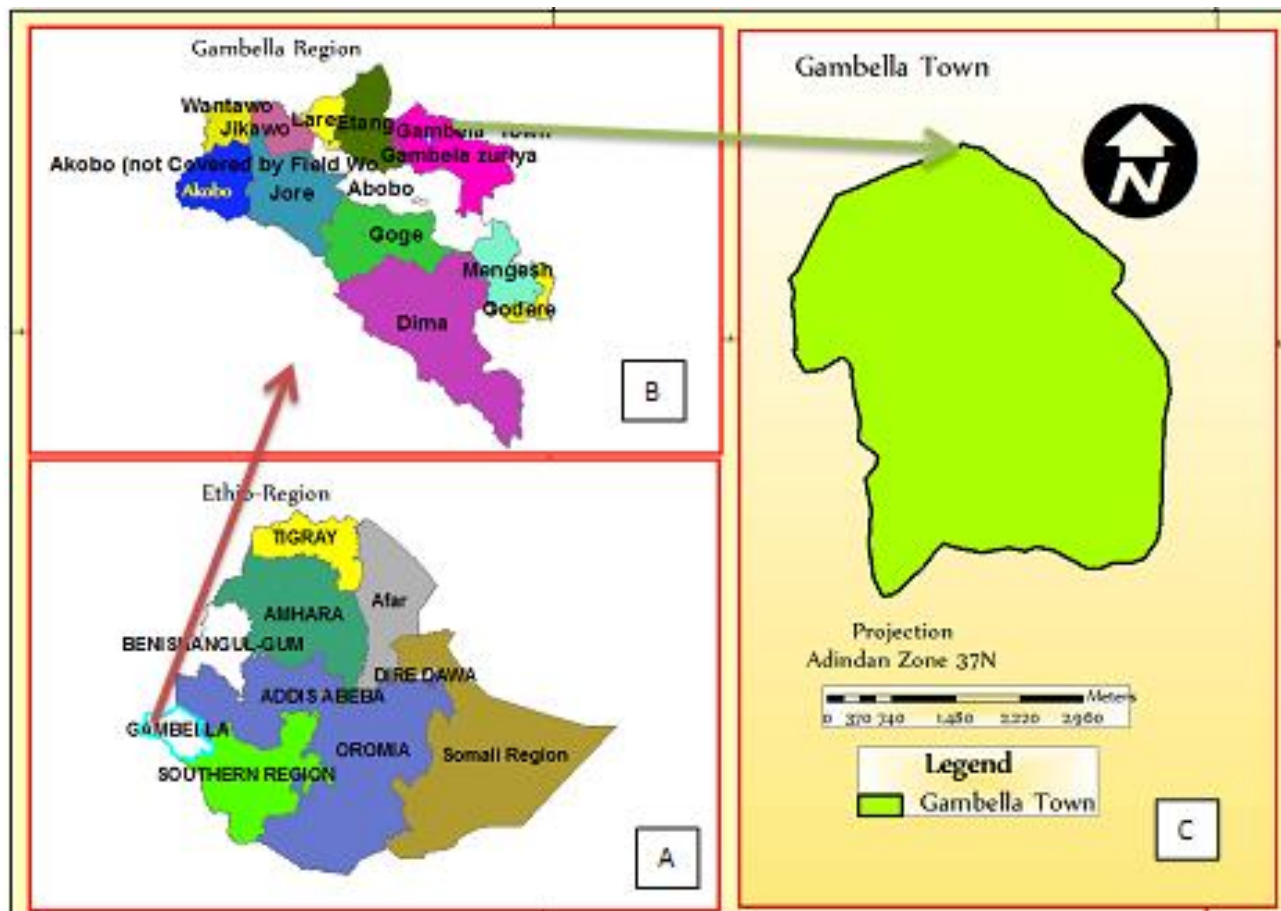 Gambella Region
Wantawo
Jikawo
Lare
Etang
Gambela Town
Gambela zuriya
Akobo (not Covered by Field Wo
Akobo
Jore
Abobo
Goge
Mengesh
Godere
Dima
B
Ethio-Region
TIGRAY
Afar
AMHARA
BENISHANGUL-GUM
DIRE DAWA
ADDIS ABEBA
GAMBELLA
OROMIA
Somali Region
SOUTHERN REGION
A
Gambella Town
N
Projection
Adindan Zone 37N
Meters
0 370 740 1,480 2,220 2,960
Legend
Gambella Town
C